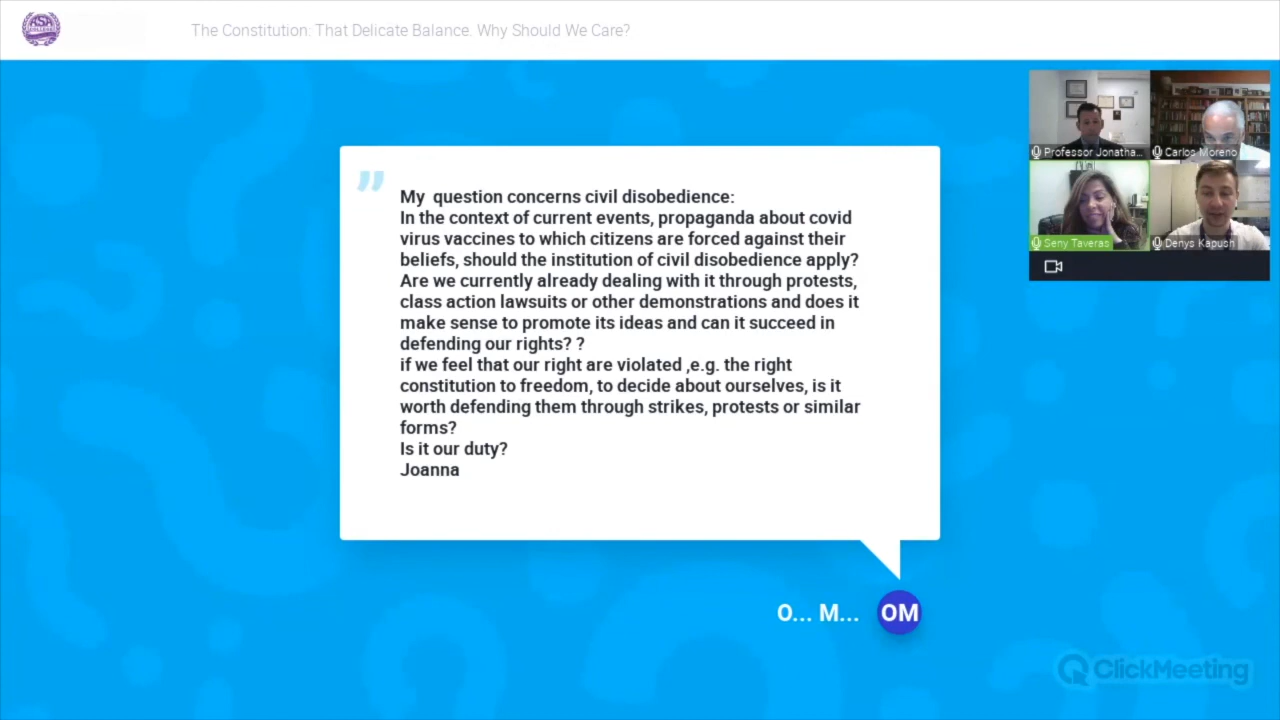 The Constitution: That Delicate Balance. Why Should We Care?
ASA
My question concerns civil disobedience:
In the context of current events, propaganda about covid
virus vaccines to which citizens are forced against their
beliefs, should the institution of civil disobedience apply?
Are we currently already dealing with it through protests,
class action lawsuits or other demonstrations and does it
make sense to promote its ideas and can it succeed in
defending our rights? ?
if we feel that our right are violated ,e.g. the right
constitution to freedom, to decide about ourselves, is it
worth defending them through strikes, protests or similar
forms?
Is it our duty?
Joanna
O... M...
OM
Professor Jonatha...
Carlos Moreno
Seny Taveras
Denys Kapush
ClickMeeting